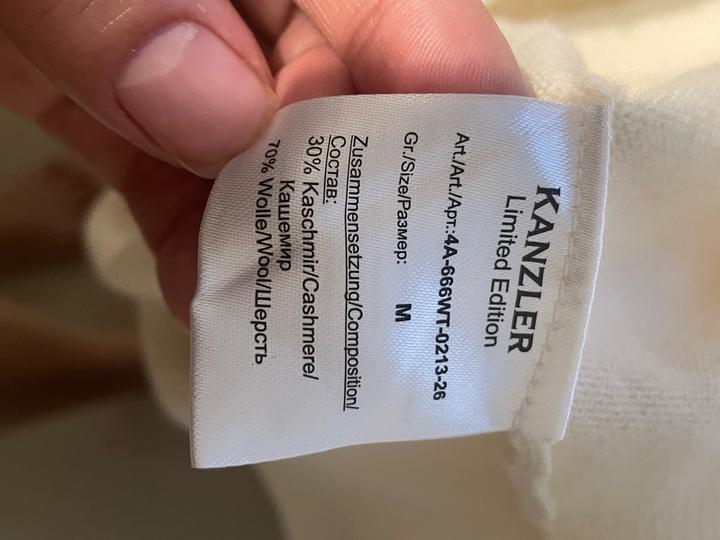 KANZLER
Limited Edition
Art./Art./Арт.:4A-666WT-0213-26
Gr./Size/Размер: M
Zusammensetzung/Composition/
Состав:
30% Kaschmir/Cashmere/
Кашемир
70% Wolle/Wool/Шерсть